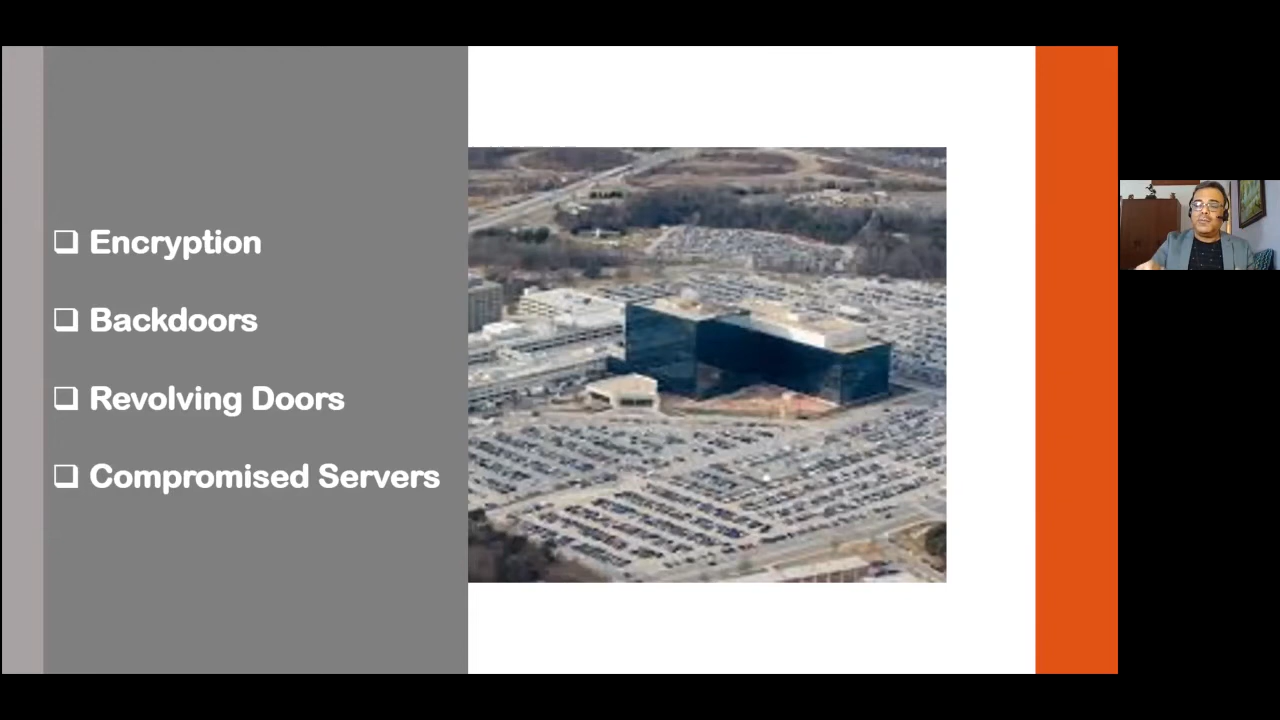 ❑ Encryption
❑ Backdoors
❑ Revolving Doors
❑ Compromised Servers